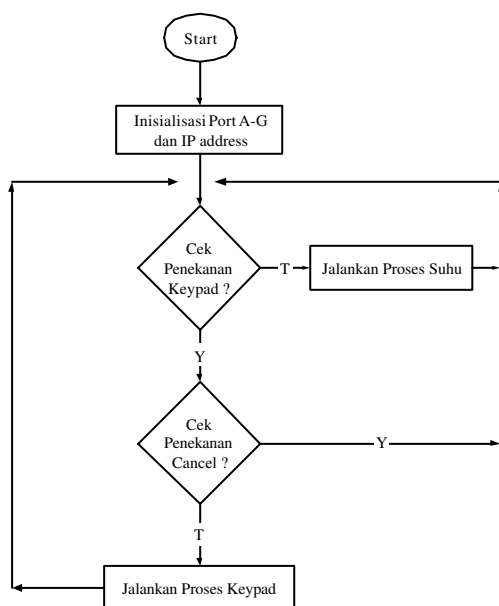 Start
Inisialisasi Port A-G
dan IP address
Cek
Penekanan
Keypad ?
T
Jalankan Proses Suhu
Y
Cek
Penekanan
Cancel ?
Y
T
Jalankan Proses Keypad